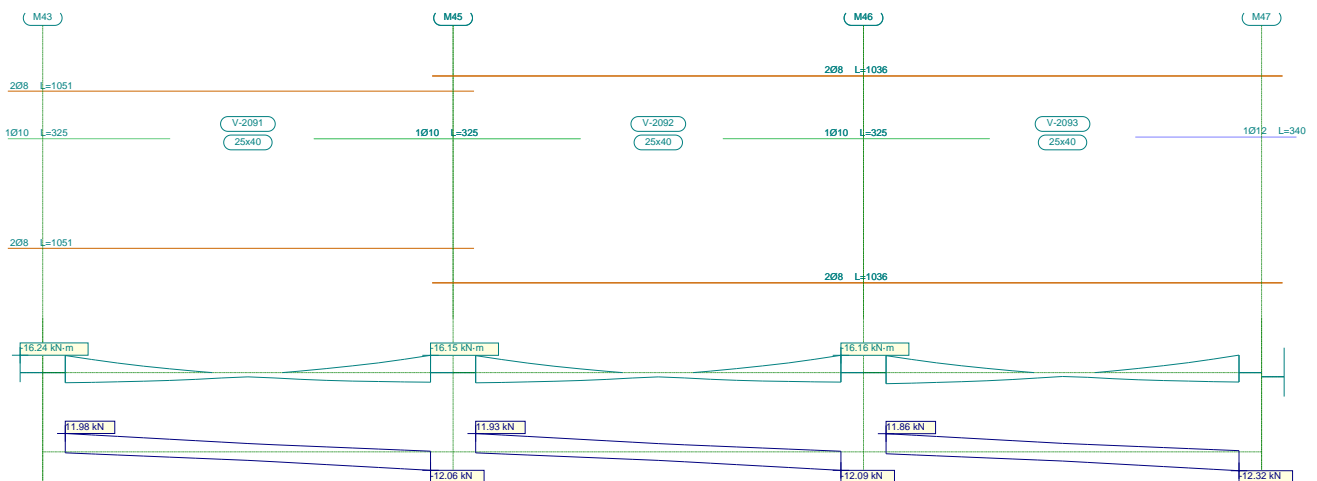 M43 M45 M46 M47
2Ø8 L=1036
2Ø8 L=1051
V-2091 V-2092 V-2093
1Ø10 L=325 1Ø10 L=325 1Ø10 L=325 1Ø12 L=340
25x40 25x40 25x40
2Ø8 L=1051
2Ø8 L=1036
-16.24 kN·m -16.15 kN·m -16.16 kN·m
11.98 kN 11.93 kN 11.86 kN
-12.06 kN -12.09 kN -12.32 kN